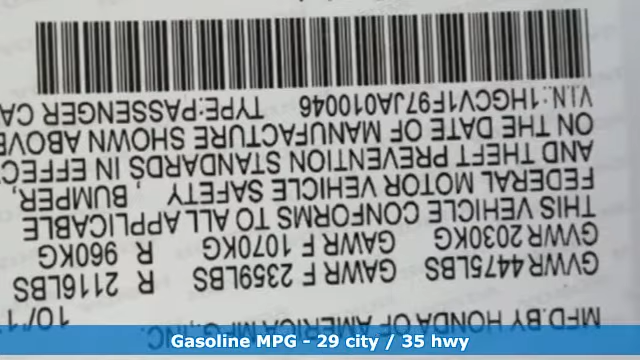 MFD.BY HONDA OF AMERICA MFG., INC. 10/1
GVWR 4475LBS GAWR F 2359LBS R 2116LBS
GVWR 2030KG GAWR F 1070KG R 960KG
THIS VEHICLE CONFORMS TO ALL APPLICABLE
FEDERAL MOTOR VEHICLE SAFETY , BUMPER,
AND THEFT PREVENTION STANDARDS IN EFFEC
ON THE DATE OF MANUFACTURE SHOWN ABOVE
V.I.N.:1HGCV1F97JA010046 TYPE:PASSENGER CA
Gasoline MPG - 29 city / 35 hwy